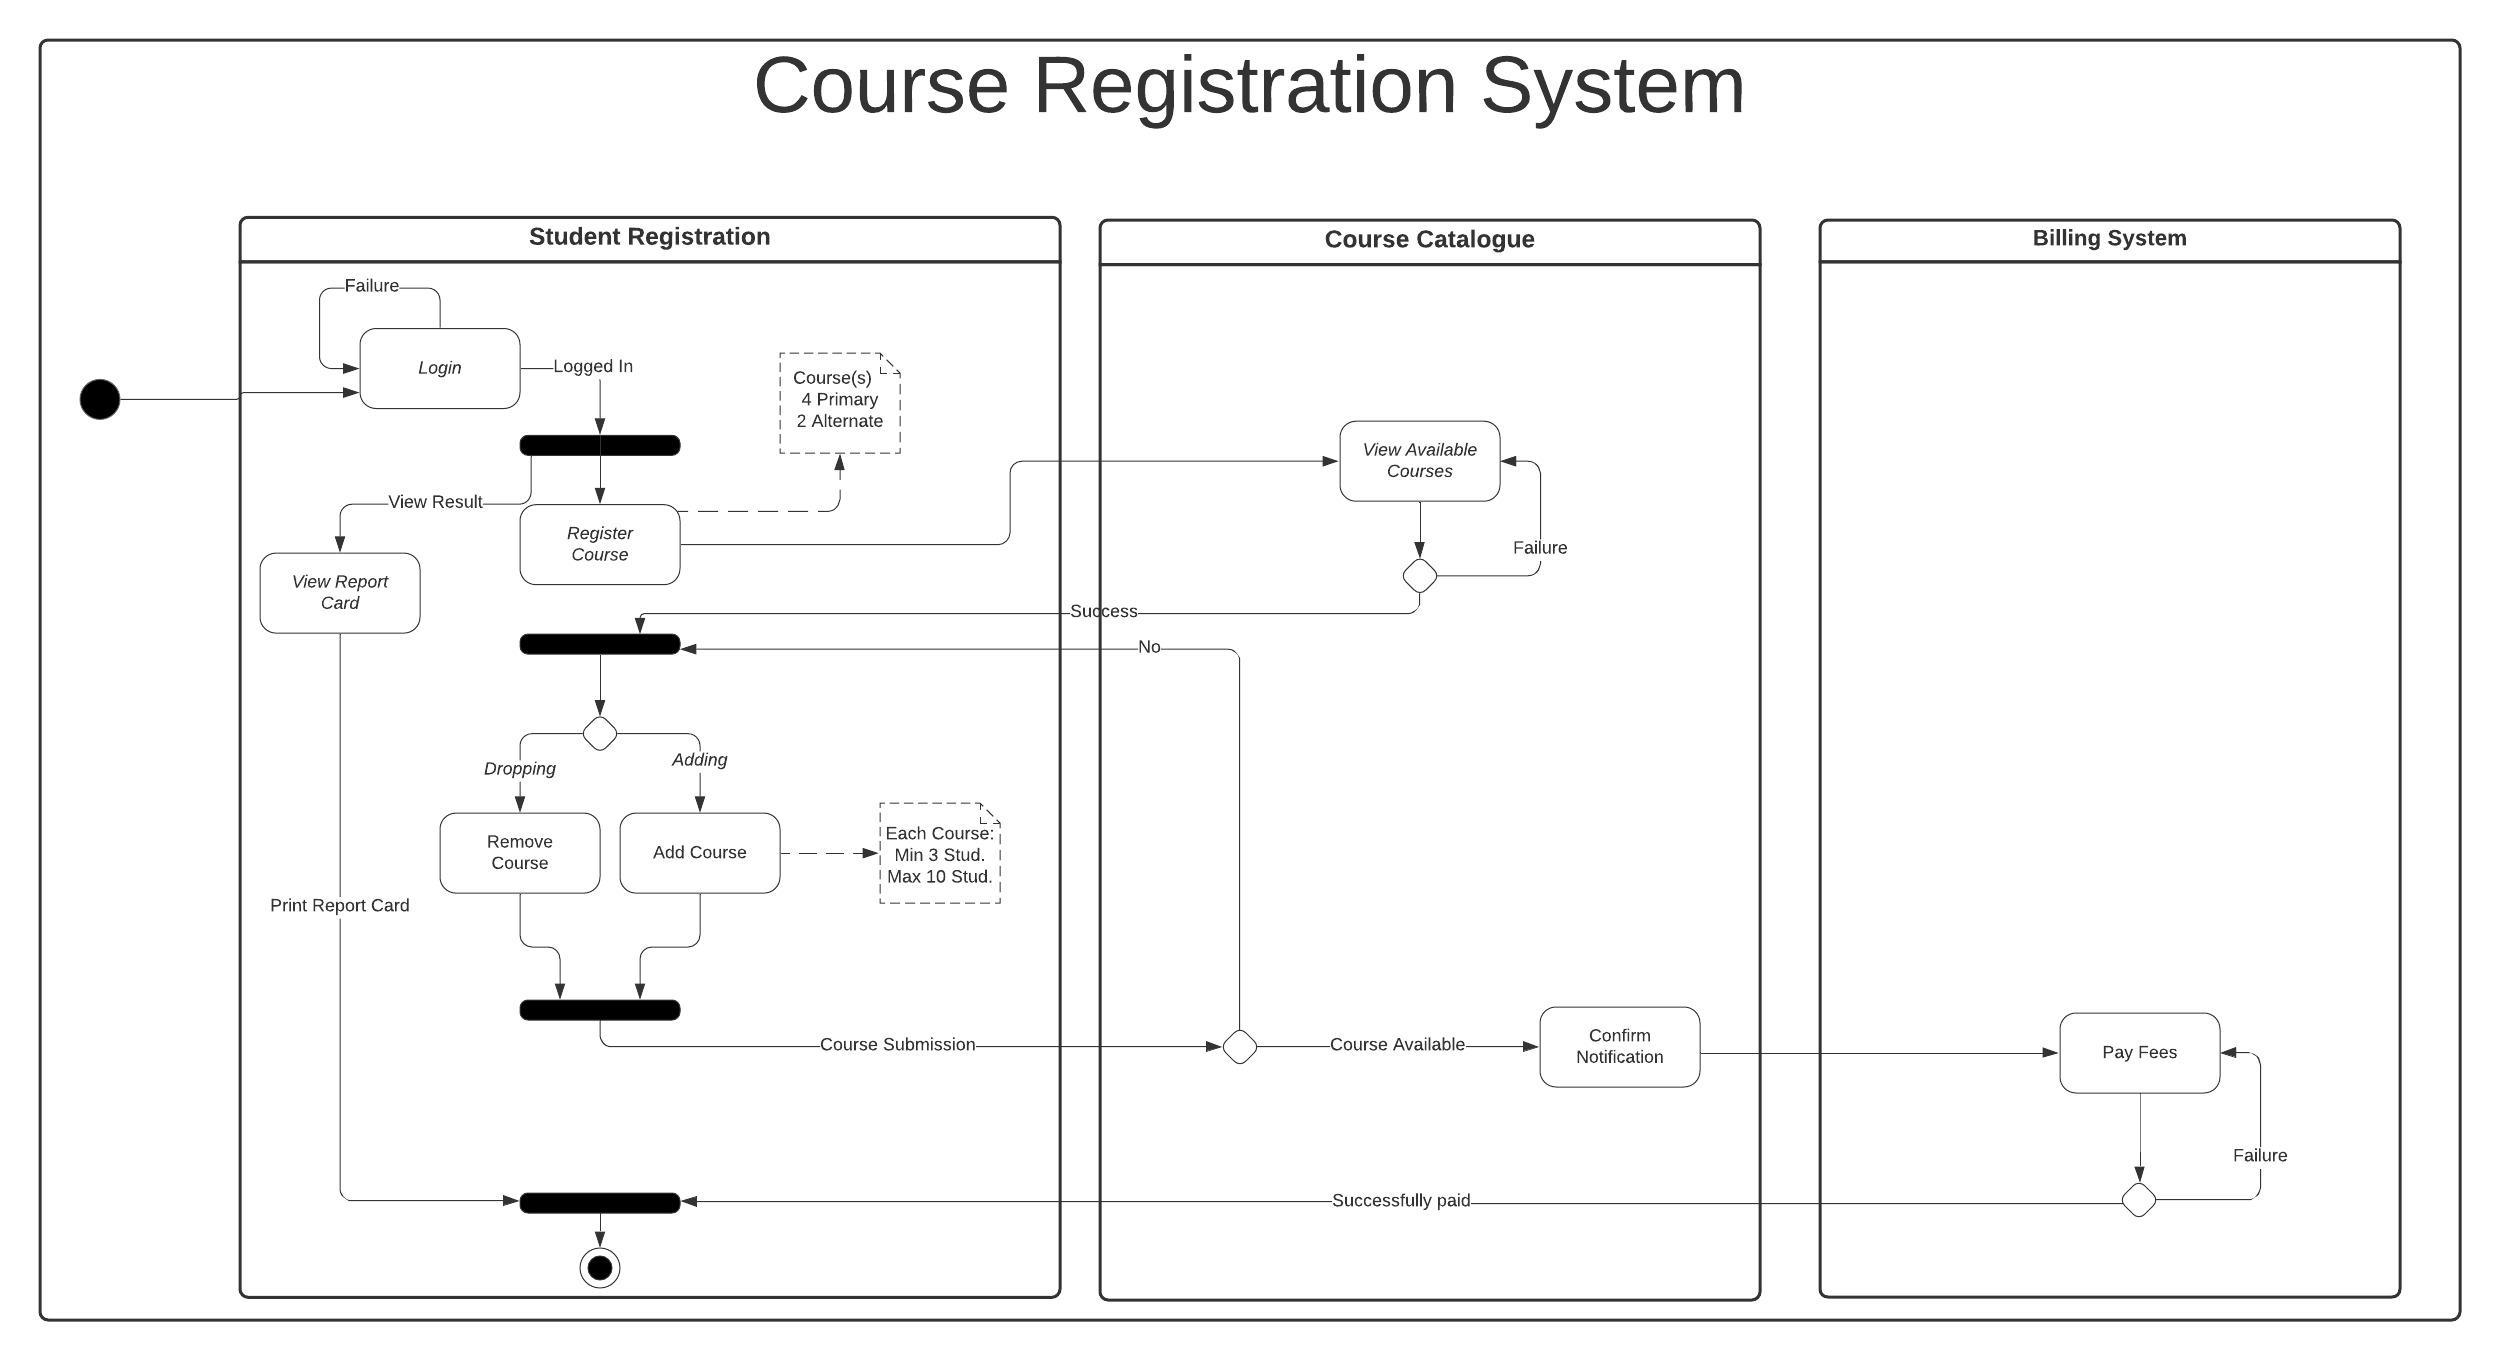 Course Registration System
Student Registration
Course Catalogue
Billing System
Failure
Login
Logged In
Course(s)
4 Primary
2 Alternate
View Available
Courses
View Result
Register
Course
Failure
View Report
Card
Success
No
Dropping
Adding
Remove
Course
Add Course
Each Course:
Min 3 Stud.
Max 10 Stud.
Print Report Card
Course Submission
Course Available
Confirm
Notification
Pay Fees
Failure
Successfully paid